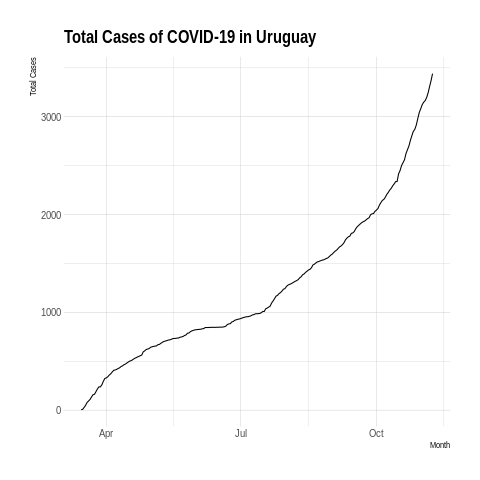 Total Cases of COVID-19 in Uruguay
Total Cases
3000
2000
1000
0
Apr Jul Oct
Month